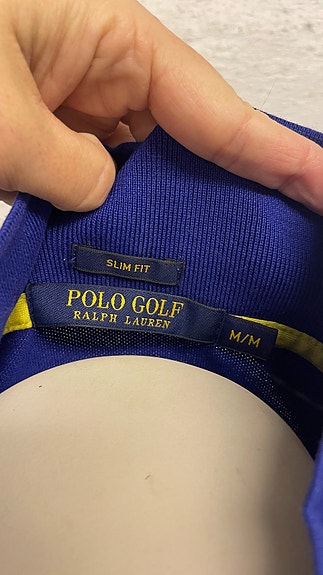 SLIM FIT
POLO GOLF
RALPH LAUREN
M/M